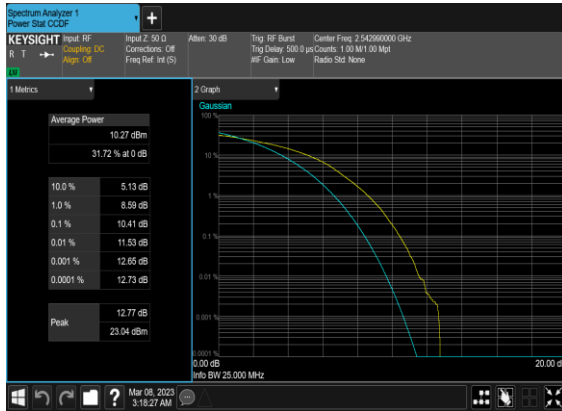 Spectrum Analyzer 1
Power Stat CCDF
+
KEYSIGHT
R T
LXI
Input: RF
Coupling: DC
Align: Off
Input Z: 50 Ω
Corrections: Off
Freq Ref: Int (S)
Atten: 30 dB
Trig: RF Burst
Trig Delay: 500.0 µs
#IF Gain: Low
Center Freq: 2.542990000 GHz
Counts: 1.00 M/1.00 Mpt
Radio Std: None
1 Metrics
Average Power
10.27 dBm
31.72 % at 0 dB
10.0 % 5.13 dB
1.0 % 8.59 dB
0.1 % 10.41 dB
0.01 % 11.53 dB
0.001 % 12.65 dB
0.0001 % 12.73 dB
Peak
12.77 dB
23.04 dBm
2 Graph
Gaussian
100 %
10 %
1 %
0.1 %
0.01 %
0.001 %
0.0001 %
0.00 dB
20.00 d
Info BW 25.000 MHz
?
Mar 08, 2023
3:18:27 AM